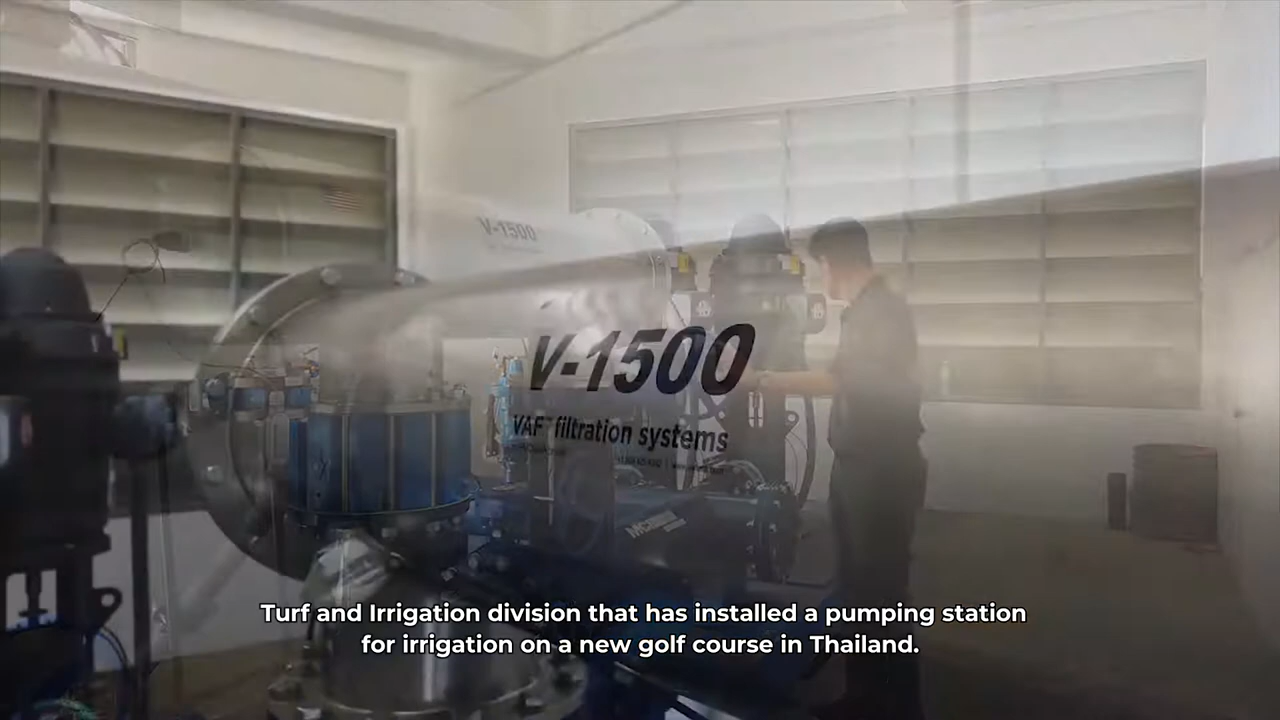 V-1500
V-1500
VAF™ filtration systems
Turf and Irrigation division that has installed a pumping station
for irrigation on a new golf course in Thailand.